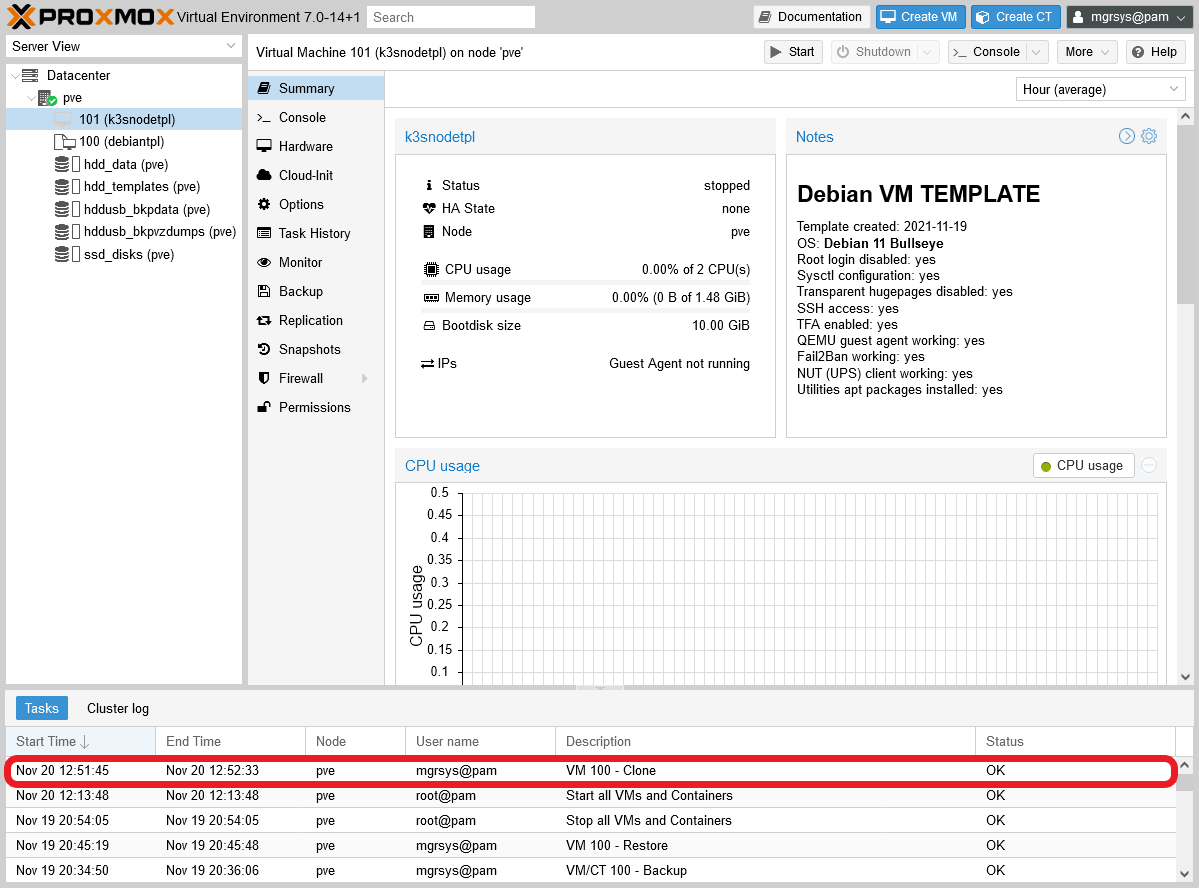 PROXMOX Virtual Environment 7.0-14+1 Search Documentation Create VM Create CT mgrsys@pam
Server View
Datacenter
pve
101 (k3snodetpl)
100 (debiantpl)
hdd_data (pve)
hdd_templates (pve)
hddusb_bkpdata (pve)
hddusb_bkpvzdumps (pve)
ssd_disks (pve)
Virtual Machine 101 (k3snodetpl) on node 'pve' Start Shutdown Console More Help
Summary
Console
Hardware
Cloud-Init
Options
Task History
Monitor
Backup
Replication
Snapshots
Firewall
Permissions
Hour (average)
k3snodetpl
Status stopped
HA State none
Node pve
CPU usage 0.00% of 2 CPU(s)
Memory usage 0.00% (0 B of 1.48 GiB)
Bootdisk size 10.00 GiB
IPs Guest Agent not running
Notes
Debian VM TEMPLATE
Template created: 2021-11-19
OS: Debian 11 Bullseye
Root login disabled: yes
Sysctl configuration: yes
Transparent hugepages disabled: yes
SSH access: yes
TFA enabled: yes
QEMU guest agent working: yes
Fail2Ban working: yes
NUT (UPS) client working: yes
Utilities apt packages installed: yes
CPU usage CPU usage
CPU usage
0.5
0.45
0.4
0.35
0.3
0.25
0.2
0.15
0.1
Tasks Cluster log
Start Time End Time Node User name Description Status
Nov 20 12:51:45 Nov 20 12:52:33 pve mgrsys@pam VM 100 - Clone OK
Nov 20 12:13:48 Nov 20 12:13:48 pve root@pam Start all VMs and Containers OK
Nov 19 20:54:05 Nov 19 20:54:05 pve root@pam Stop all VMs and Containers OK
Nov 19 20:45:19 Nov 19 20:45:48 pve mgrsys@pam VM 100 - Restore OK
Nov 19 20:34:50 Nov 19 20:36:06 pve mgrsys@pam VM/CT 100 - Backup OK